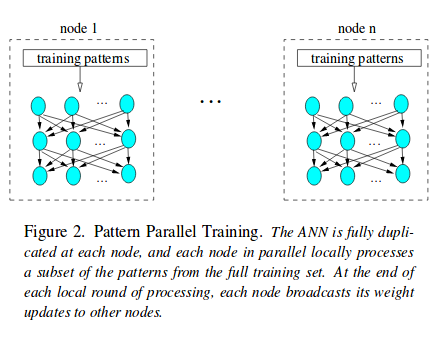 node 1 node n
training patterns training patterns
... ... ...
... ...
... ...
Figure 2. Pattern Parallel Training. The ANN is fully dupli-
cated at each node, and each node in parallel locally processes
a subset of the patterns from the full training set. At the end of
each local round of processing, each node broadcasts its weight
updates to other nodes.